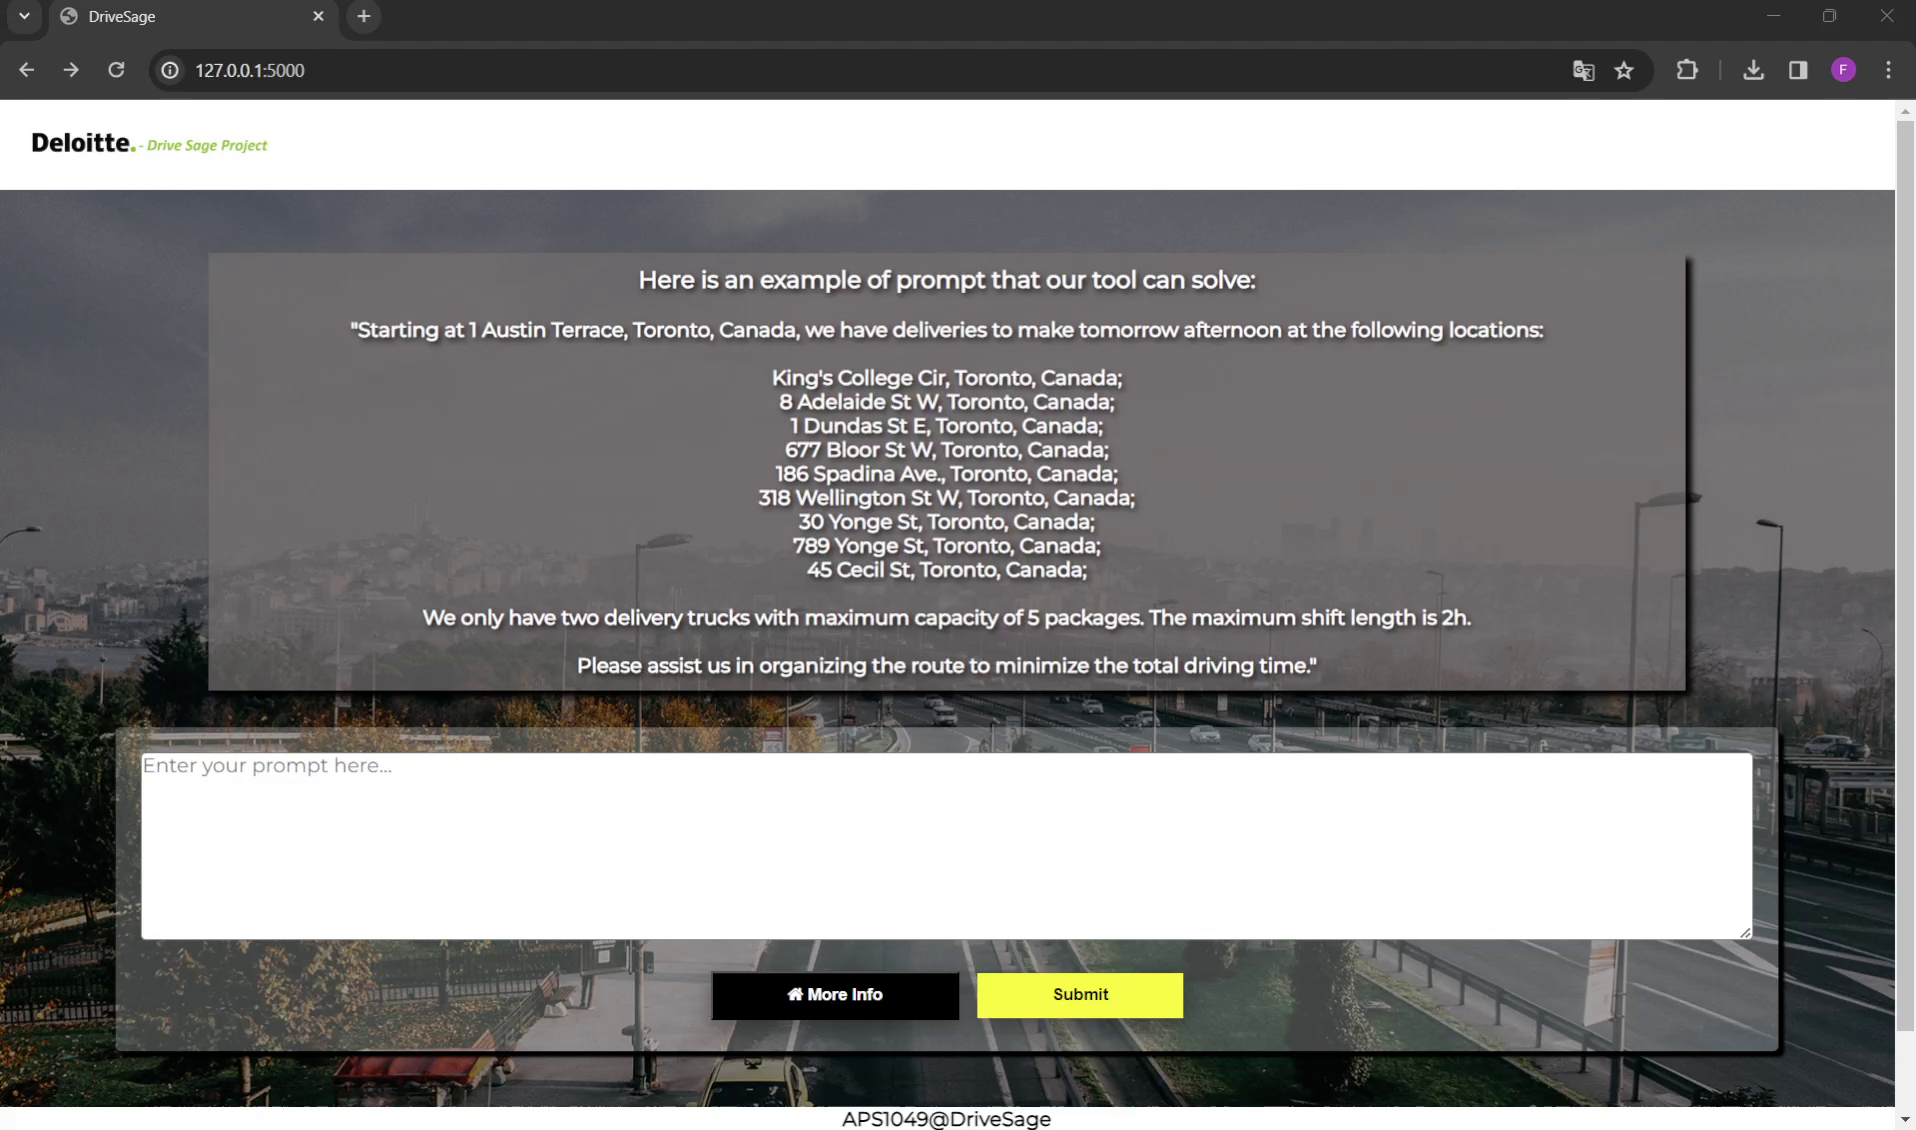 DriveSage
127.0.0.1:5000
F
Deloitte. - Drive Sage Project
Here is an example of prompt that our tool can solve:
"Starting at 1 Austin Terrace, Toronto, Canada, we have deliveries to make tomorrow afternoon at the following locations:
King's College Cir, Toronto, Canada;
8 Adelaide St W, Toronto, Canada;
1 Dundas St E, Toronto, Canada;
677 Bloor St W, Toronto, Canada;
186 Spadina Ave., Toronto, Canada;
318 Wellington St W, Toronto, Canada;
30 Yonge St, Toronto, Canada;
789 Yonge St, Toronto, Canada;
45 Cecil St, Toronto, Canada;
We only have two delivery trucks with maximum capacity of 5 packages. The maximum shift length is 2h.
Please assist us in organizing the route to minimize the total driving time."
Enter your prompt here...
More Info
Submit
APS1049@DriveSage